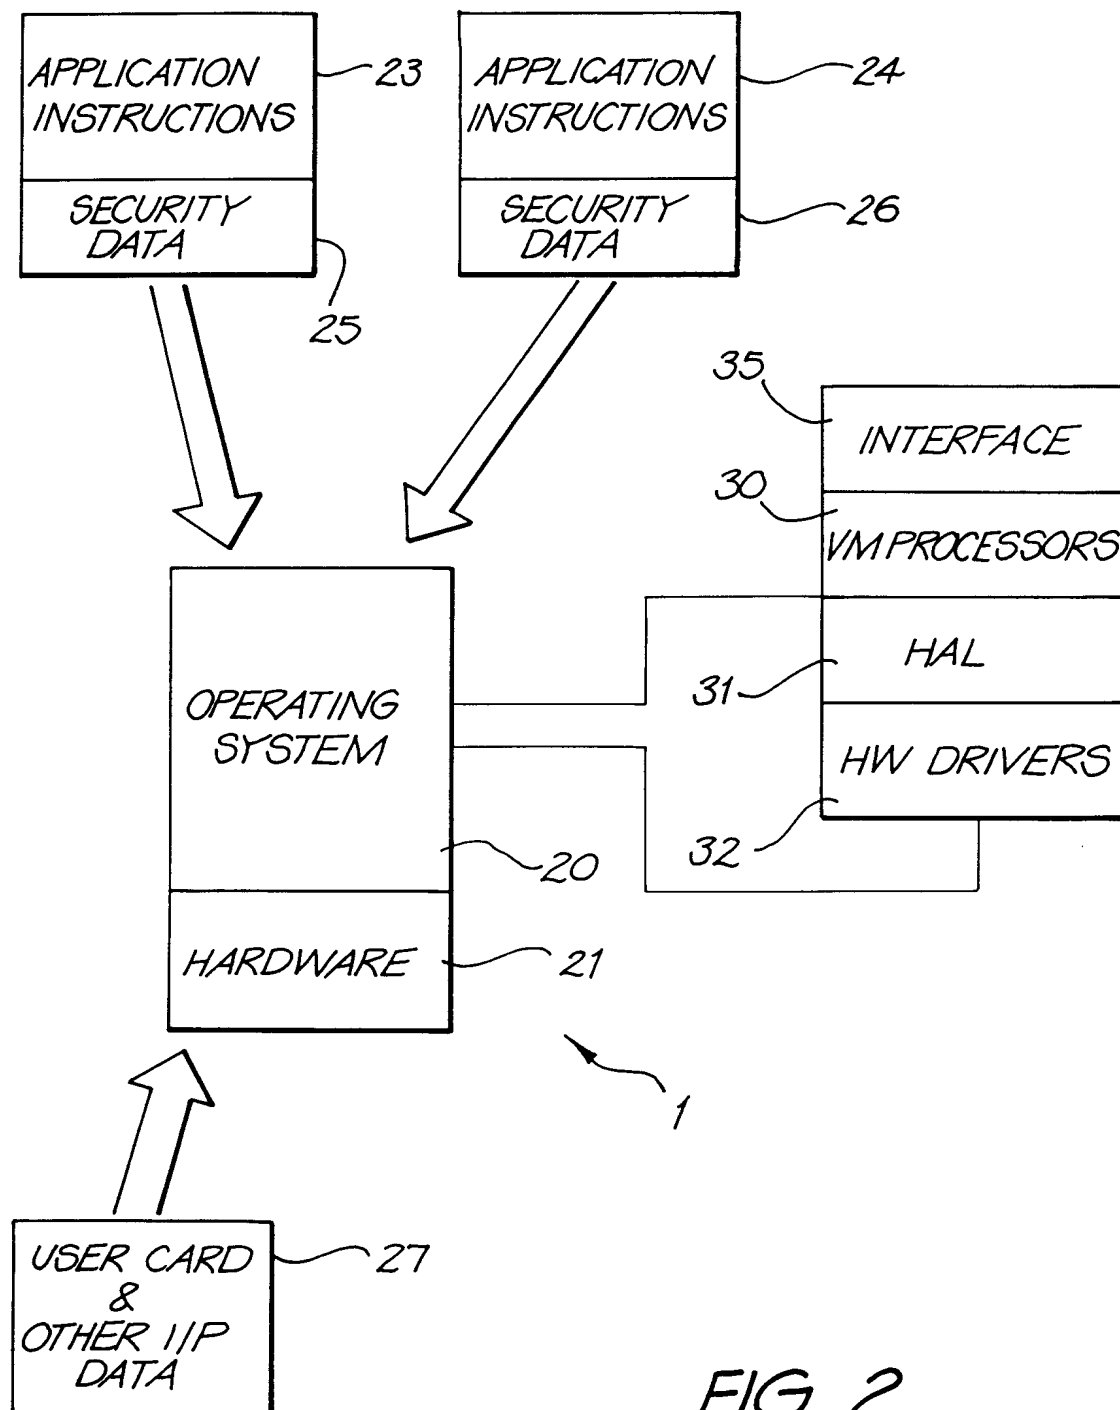 APPLICATION
INSTRUCTIONS
23
SECURITY
DATA
25
APPLICATION
INSTRUCTIONS
24
SECURITY
DATA
26
35
INTERFACE
30
VM PROCESSORS
HAL
31
HW DRIVERS
32
OPERATING
SYSTEM
20
HARDWARE
21
1
USER CARD
&
OTHER I/P
DATA
27
FIG. 2